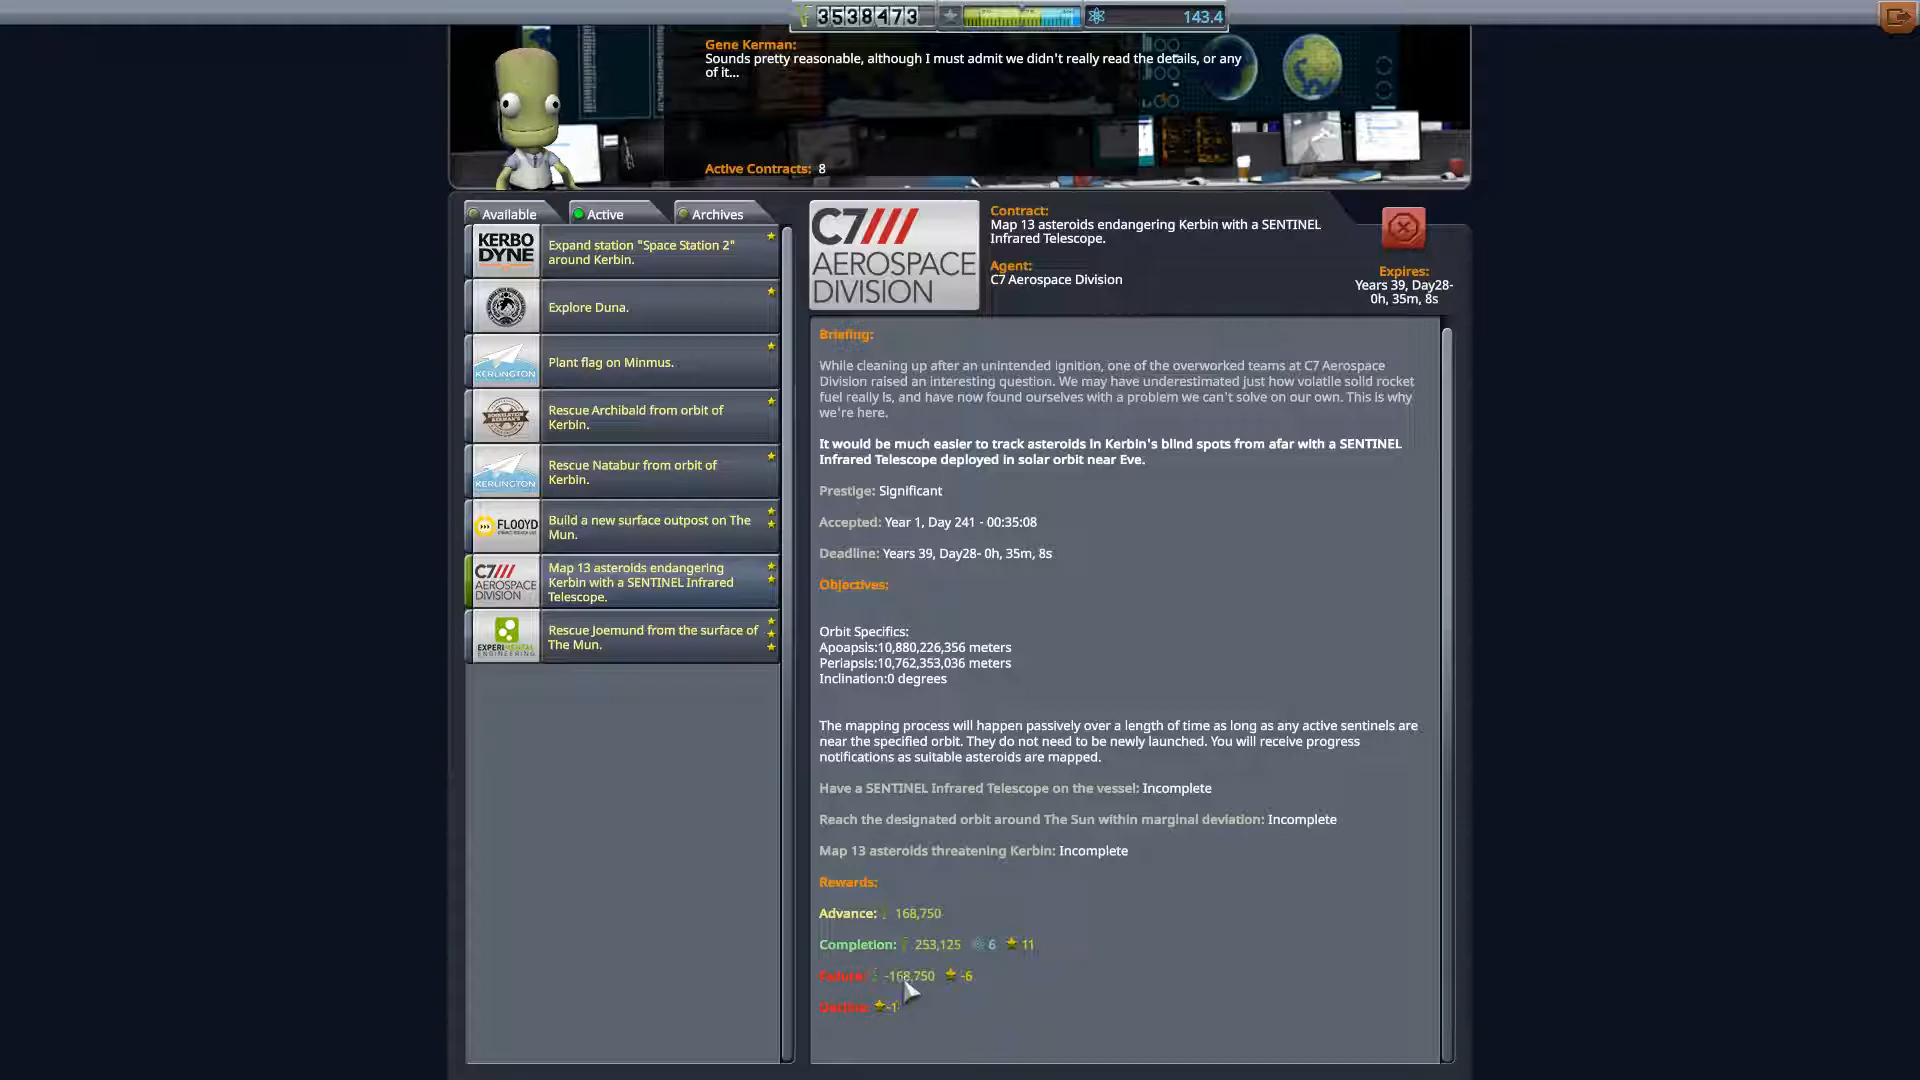 3538473
143.4
Gene Kerman:
Sounds pretty reasonable, although I must admit we didn't really read the details, or any
of it...
Active Contracts: 8
Available
Active
Archives
KERBO
DYNE
Expand station "Space Station 2"
around Kerbin.
Explore Duna.
KERLINGTON
Plant flag on Minmus.
Rescue Archibald from orbit of
Kerbin.
KERLINGTON
Rescue Natabur from orbit of
Kerbin.
FLOOYD
Build a new surface outpost on The
Mun.
C7
AEROSPACE
DIVISION
Map 13 asteroids endangering
Kerbin with a SENTINEL Infrared
Telescope.
EXPERIMENTAL
ENGINEERING
Rescue Joemund from the surface of
The Mun.
C7
AEROSPACE
DIVISION
Contract:
Map 13 asteroids endangering Kerbin with a SENTINEL
Infrared Telescope.
Agent:
C7 Aerospace Division
Expires:
Years 39, Day28-
0h, 35m, 8s
Briefing:
While cleaning up after an unintended ignition, one of the overworked teams at C7 Aerospace
Division raised an interesting question. We may have underestimated just how volatile solid rocket
fuel really is, and have now found ourselves with a problem we can't solve on our own. This is why
we're here.
It would be much easier to track asteroids in Kerbin's blind spots from afar with a SENTINEL
Infrared Telescope deployed in solar orbit near Eve.
Prestige: Significant
Accepted: Year 1, Day 241 - 00:35:08
Deadline: Years 39, Day28- 0h, 35m, 8s
Objectives:
Orbit Specifics:
Apoapsis:10,880,226,356 meters
Periapsis:10,762,353,036 meters
Inclination:0 degrees
The mapping process will happen passively over a length of time as long as any active sentinels are
near the specified orbit. They do not need to be newly launched. You will receive progress
notifications as suitable asteroids are mapped.
Have a SENTINEL Infrared Telescope on the vessel: Incomplete
Reach the designated orbit around The Sun within marginal deviation: Incomplete
Map 13 asteroids threatening Kerbin: Incomplete
Rewards:
Advance: 168,750
Completion: 253,125 6 11
Failure: -168,750 -6
Decline: -1